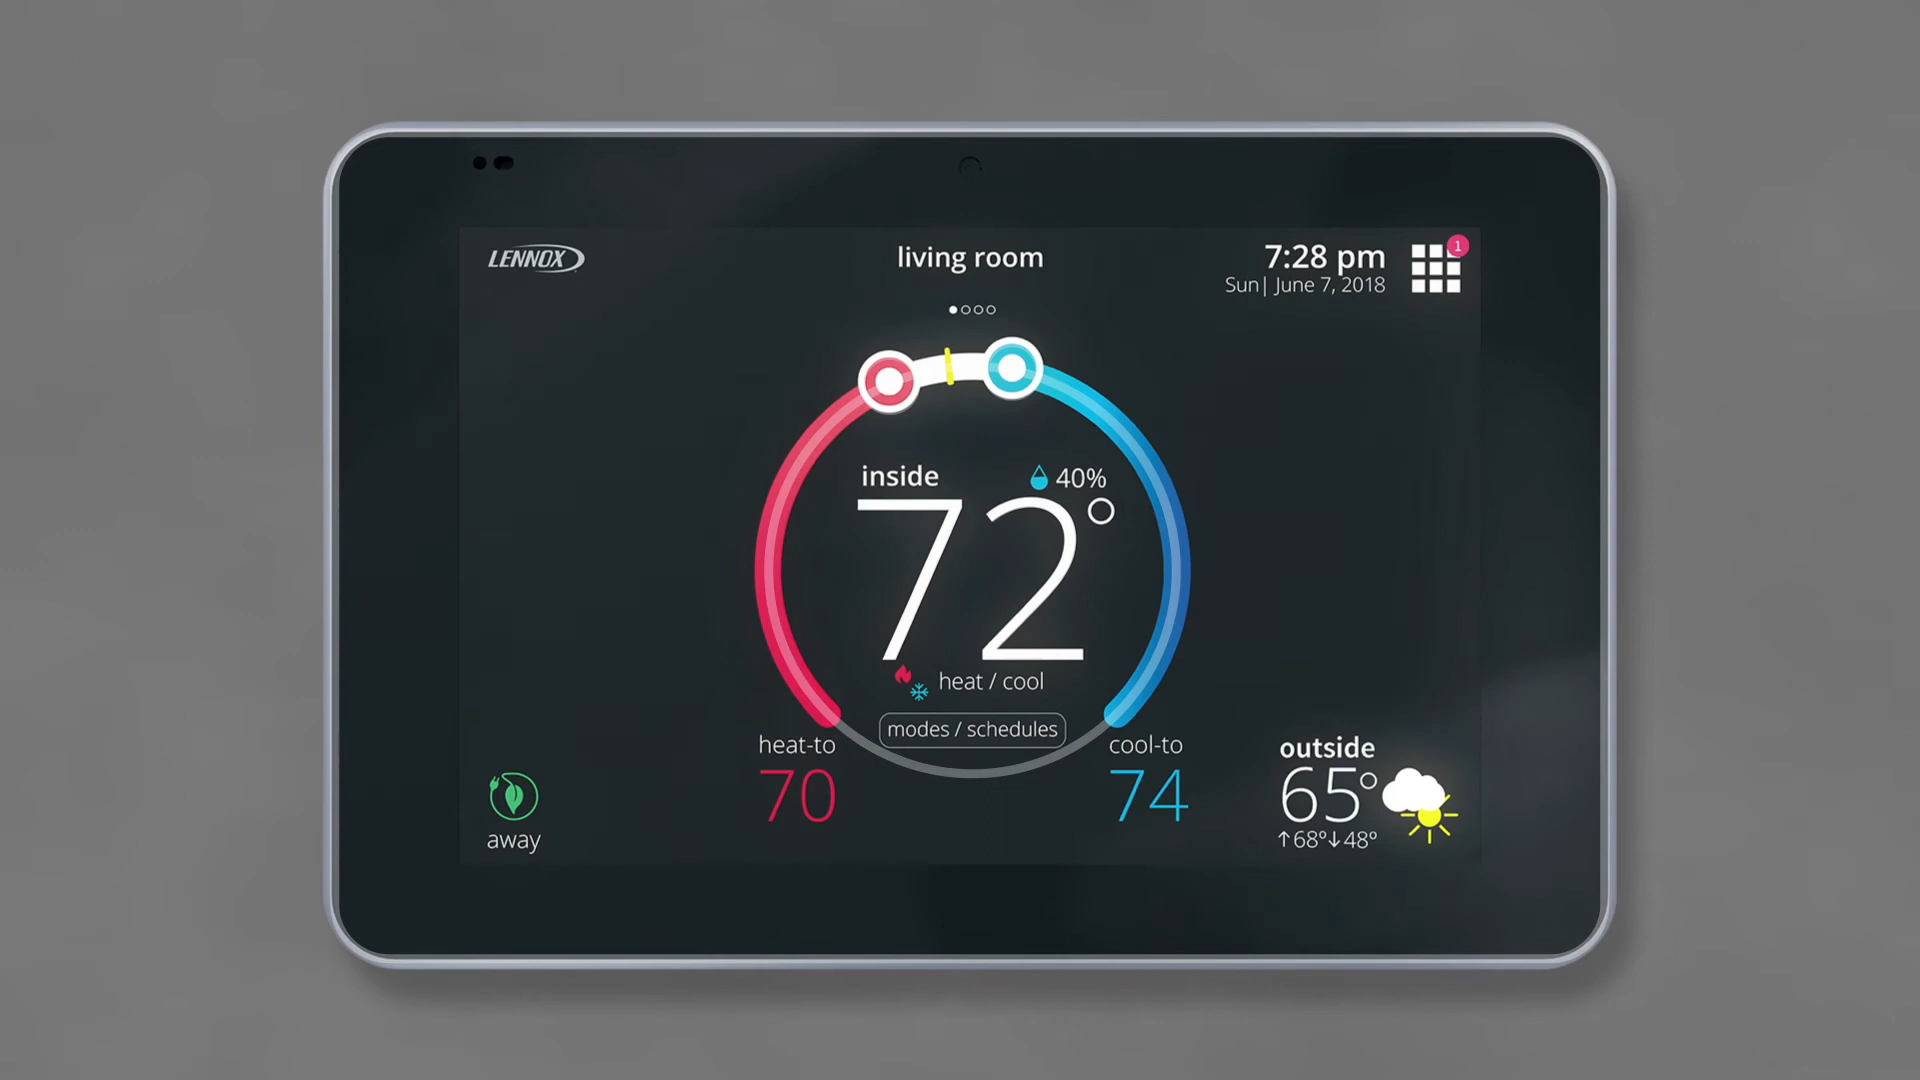 LENNOX
living room
7:28 pm
Sun| June 7, 2018
1
inside
40%
72°
heat / cool
modes / schedules
heat-to
70
cool-to
74
outside
65°
↑68°↓48°
away